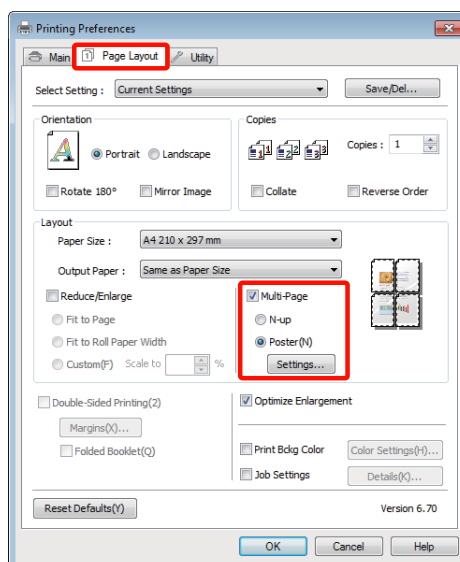 Printing Preferences
Main Page Layout Utility
Select Setting : Current Settings Save/Del...
Orientation Copies
Portrait Landscape Copies : 1
Rotate 180° Mirror Image Collate Reverse Order
Layout
Paper Size : A4 210 x 297 mm
Output Paper : Same as Paper Size
Reduce/Enlarge Multi-Page
Fit to Page N-up
Fit to Roll Paper Width Poster(N)
Custom(F) Scale to % Settings...
Double-Sided Printing(2) Optimize Enlargement
Margins(X)...
Folded Booklet(Q) Print Bckg Color Color Settings(H)...
Job Settings Details(K)...
Reset Defaults(Y) Version 6.70
OK Cancel Help